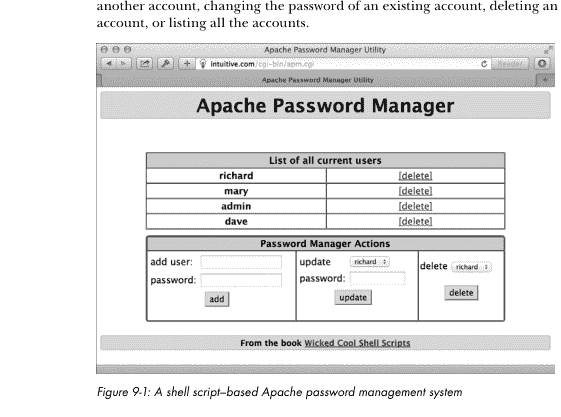 another account, changing the password of an existing account, deleting an
account, or listing all the accounts.
Apache Password Manager Utility
intuitive.com/cgi-bin/apm.cgi
Reader
Apache Password Manager Utility
Apache Password Manager
List of all current users
richard [delete]
mary [delete]
admin [delete]
dave [delete]
Password Manager Actions
add user:
password:
add
update richard
password:
update
delete richard
delete
From the book Wicked Cool Shell Scripts
Figure 9-1: A shell script–based Apache password management system